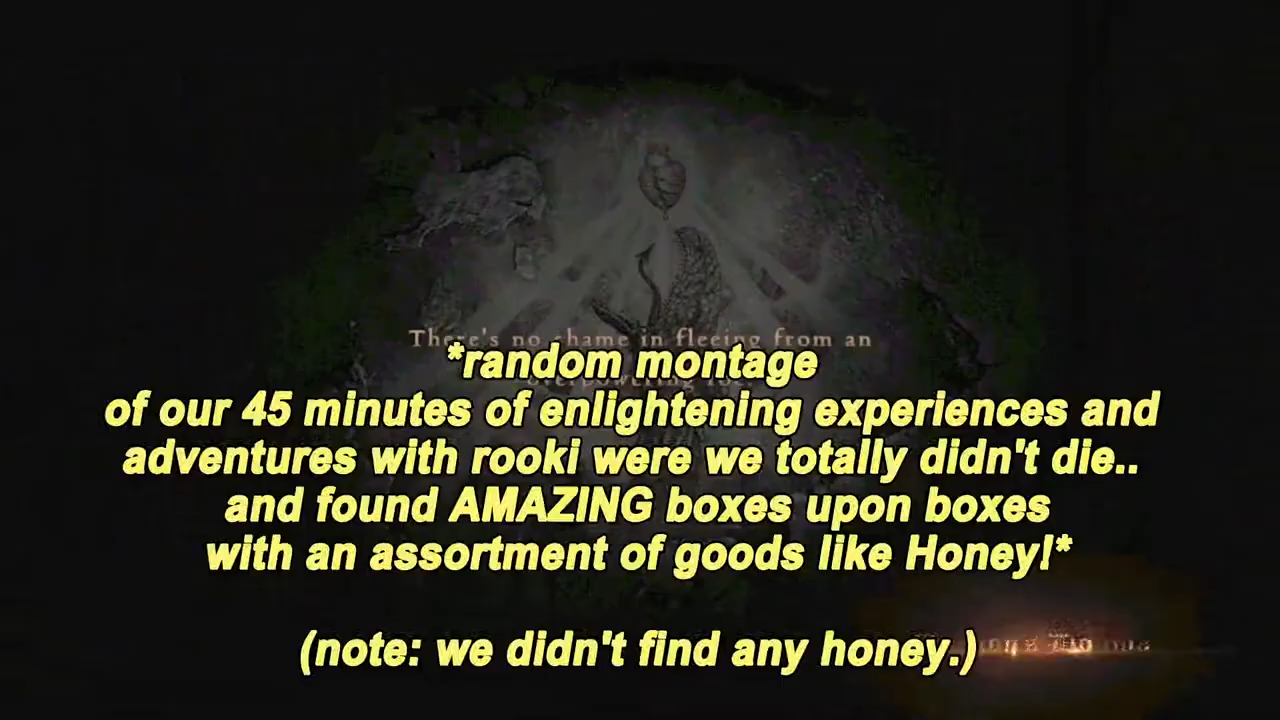 There's no shame in fleeing from an
overpowering foe.
*random montage
of our 45 minutes of enlightening experiences and
adventures with rooki were we totally didn't die..
and found AMAZING boxes upon boxes
with an assortment of goods like Honey!*
(note: we didn't find any honey.)